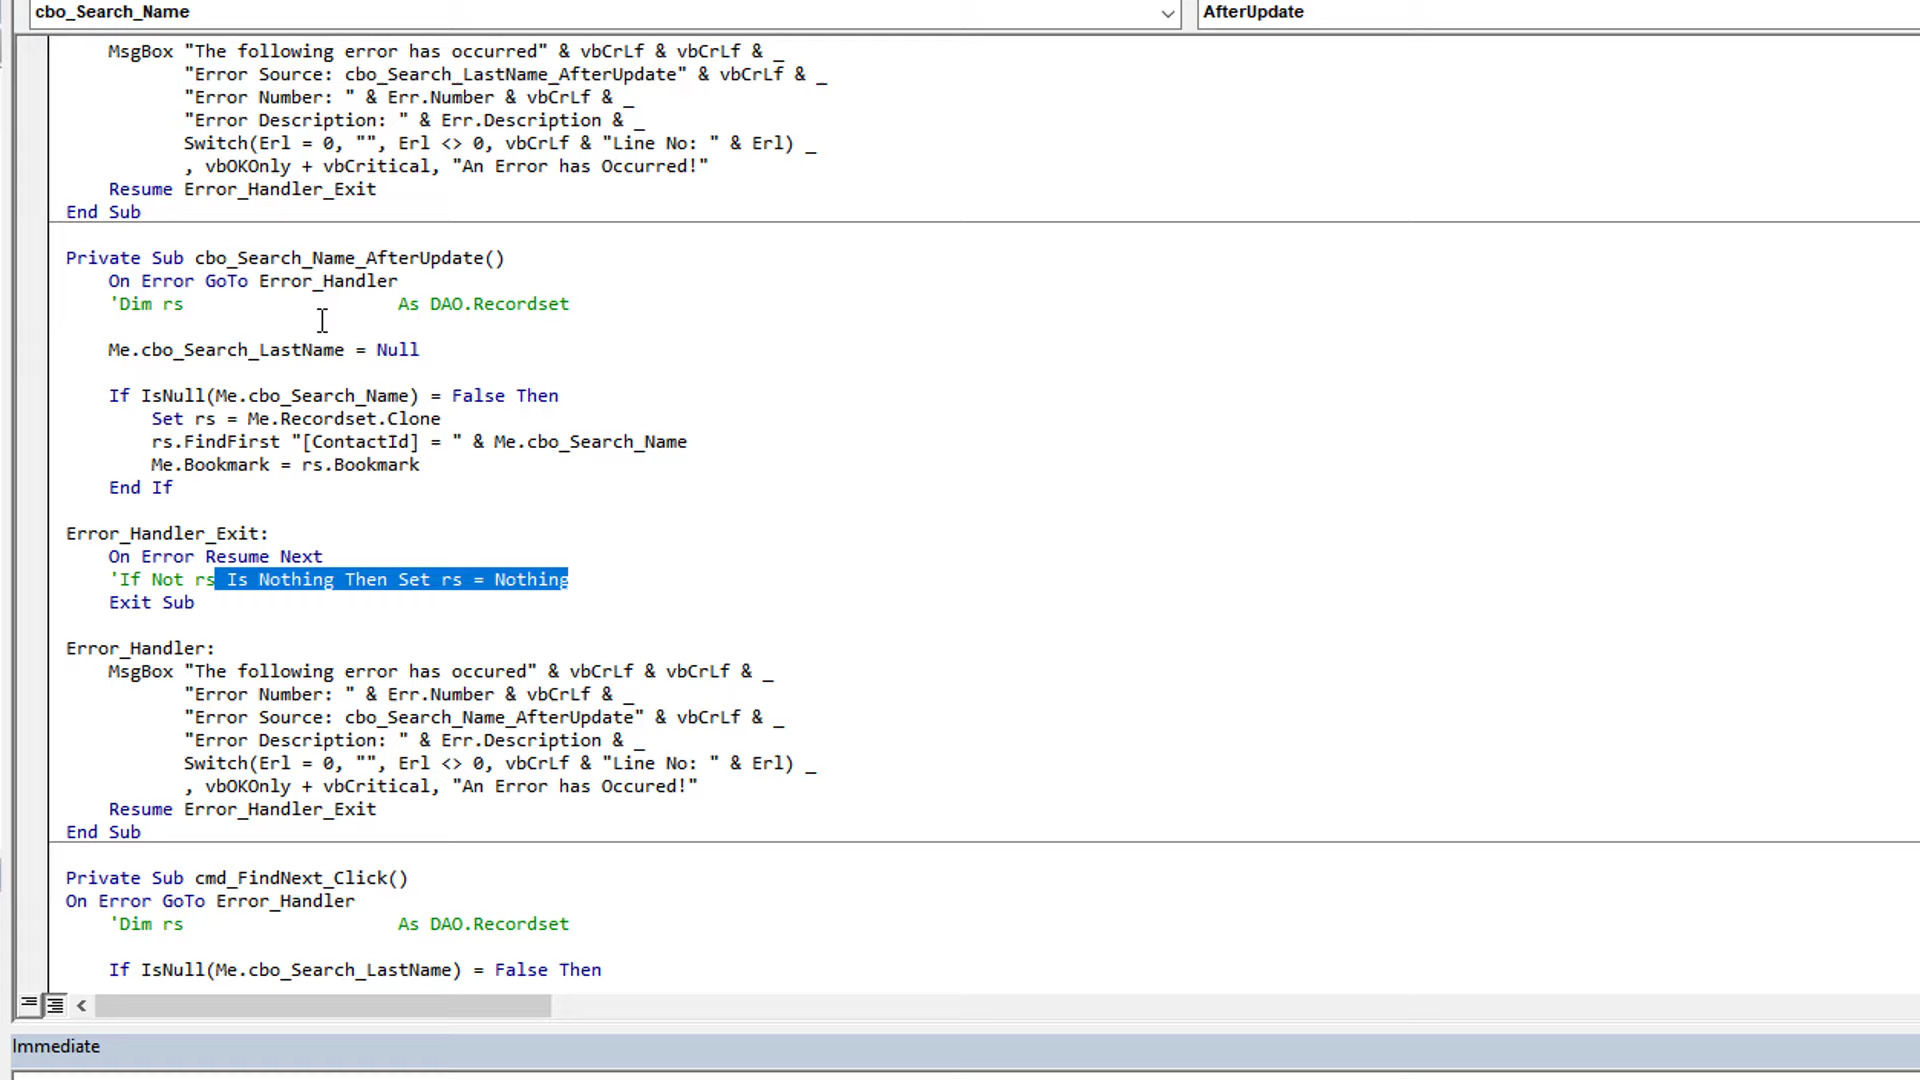 cbo_Search_Name AfterUpdate
MsgBox "The following error has occurred" & vbCrLf & vbCrLf & _
"Error Source: cbo_Search_LastName_AfterUpdate" & vbCrLf & _
"Error Number: " & Err.Number & vbCrLf & _
"Error Description: " & Err.Description & _
Switch(Erl = 0, "", Erl <> 0, vbCrLf & "Line No: " & Erl) _
, vbOKOnly + vbCritical, "An Error has Occurred!"
Resume Error_Handler_Exit
End Sub
Private Sub cbo_Search_Name_AfterUpdate()
On Error GoTo Error_Handler
'Dim rs As DAO.Recordset
Me.cbo_Search_LastName = Null
If IsNull(Me.cbo_Search_Name) = False Then
Set rs = Me.Recordset.Clone
rs.FindFirst "[ContactId] = " & Me.cbo_Search_Name
Me.Bookmark = rs.Bookmark
End If
Error_Handler_Exit:
On Error Resume Next
'If Not rs Is Nothing Then Set rs = Nothing
Exit Sub
Error_Handler:
MsgBox "The following error has occured" & vbCrLf & vbCrLf & _
"Error Number: " & Err.Number & vbCrLf & _
"Error Source: cbo_Search_Name_AfterUpdate" & vbCrLf & _
"Error Description: " & Err.Description & _
Switch(Erl = 0, "", Erl <> 0, vbCrLf & "Line No: " & Erl) _
, vbOKOnly + vbCritical, "An Error has Occured!"
Resume Error_Handler_Exit
End Sub
Private Sub cmd_FindNext_Click()
On Error GoTo Error_Handler
'Dim rs As DAO.Recordset
If IsNull(Me.cbo_Search_LastName) = False Then
Immediate